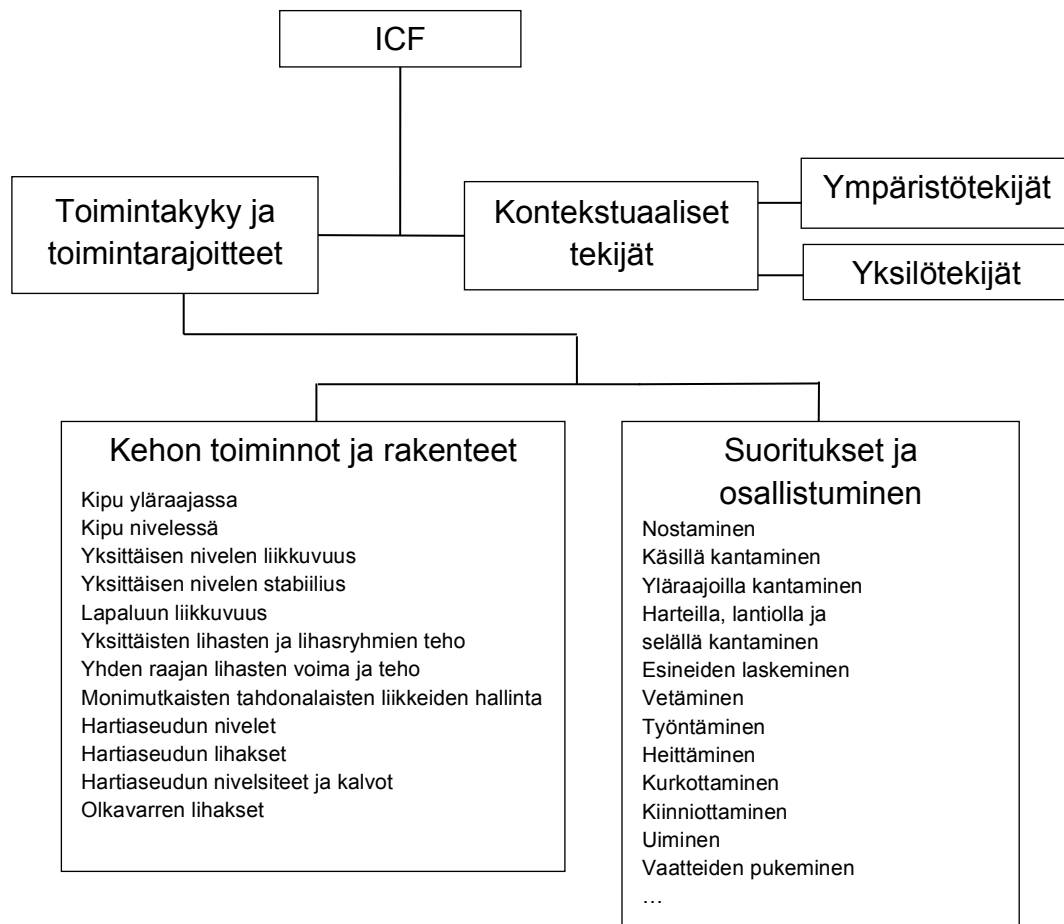 ICF
Toimintakyky ja
toimintarajoitteet
Kontekstuaaliset
tekijät
Ympäristötekijät
Yksilötekijät
Kehon toiminnot ja rakenteet
Kipu yläraajassa
Kipu nivelessä
Yksittäisen nivelen liikkuvuus
Yksittäisen nivelen stabiilius
Lapaluun liikkuvuus
Yksittäisten lihasten ja lihasryhmien teho
Yhden raajan lihasten voima ja teho
Monimutkaisten tahdonalaisten liikkeiden hallinta
Hartiaseudun nivelet
Hartiaseudun lihakset
Hartiaseudun nivelsiteet ja kalvot
Olkavarren lihakset
Suoritukset ja
osallistuminen
Nostaminen
Käsillä kantaminen
Yläraajoilla kantaminen
Harteilla, lantiolla ja
selällä kantaminen
Esineiden laskeminen
Vetäminen
Työntäminen
Heittäminen
Kurkottaminen
Kiinniottaminen
Uiminen
Vaatteiden pukeminen
…